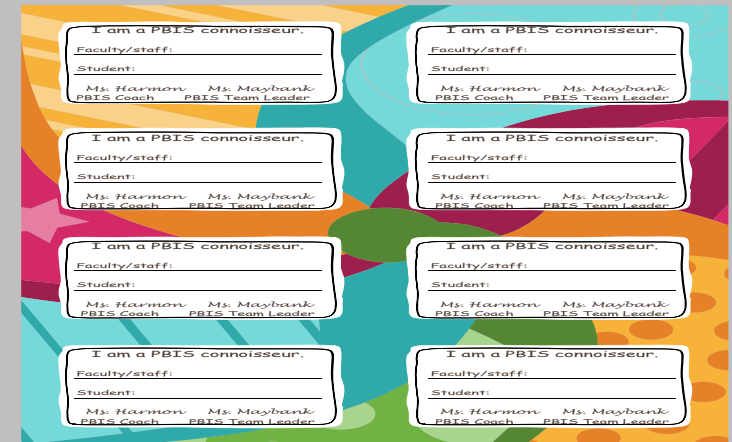 I am a PBIS connoisseur.
Faculty/staff:
Student:
Ms. Harmon Ms. Maybank
PBIS Coach PBIS Team Leader
I am a PBIS connoisseur.
Faculty/staff:
Student:
Ms. Harmon Ms. Maybank
PBIS Coach PBIS Team Leader
I am a PBIS connoisseur.
Faculty/staff:
Student:
Ms. Harmon Ms. Maybank
PBIS Coach PBIS Team Leader
I am a PBIS connoisseur.
Faculty/staff:
Student:
Ms. Harmon Ms. Maybank
PBIS Coach PBIS Team Leader
I am a PBIS connoisseur.
Faculty/staff:
Student:
Ms. Harmon Ms. Maybank
PBIS Coach PBIS Team Leader
I am a PBIS connoisseur.
Faculty/staff:
Student:
Ms. Harmon Ms. Maybank
PBIS Coach PBIS Team Leader
I am a PBIS connoisseur.
Faculty/staff:
Student:
Ms. Harmon Ms. Maybank
PBIS Coach PBIS Team Leader
I am a PBIS connoisseur.
Faculty/staff:
Student:
Ms. Harmon Ms. Maybank
PBIS Coach PBIS Team Leader